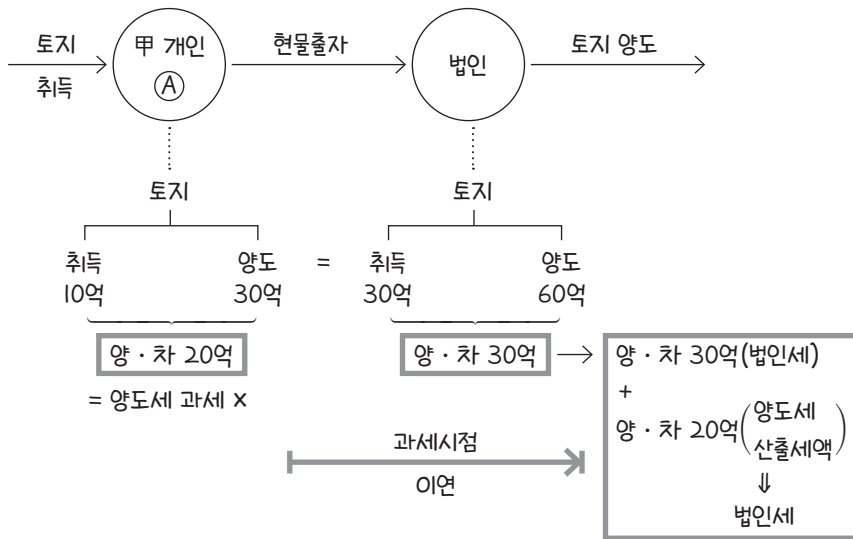 토지
취득
甲 개인
Ⓐ
현물출자
법인
토지 양도
토지
토지
취득 양도 = 취득 양도
10억 30억 30억 60억
양·차 20억
양·차 30억
= 양도세 과세 ×
양·차 30억(법인세)
+
양·차 20억(양도세
산출세액)
⇓
법인세
과세시점
이연